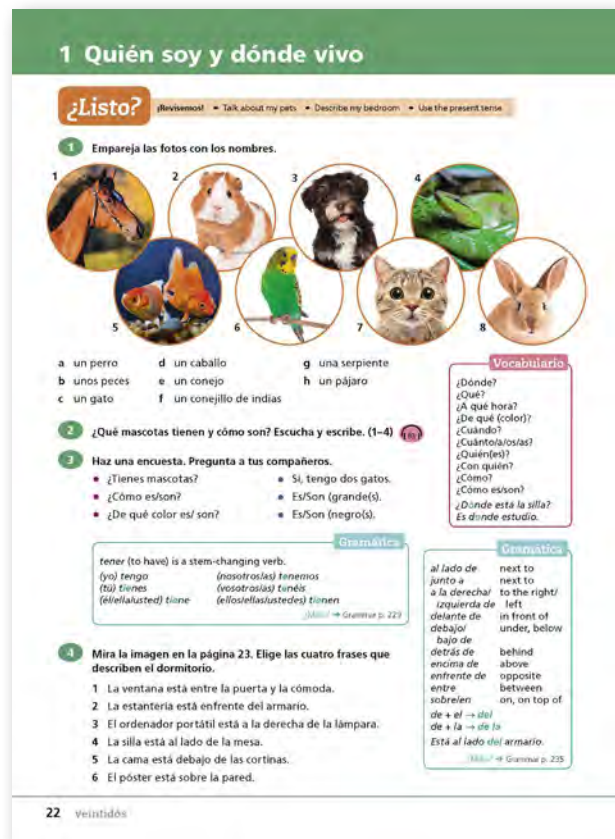 1 Quién soy y dónde vivo
¿Listo?
¡Revisemos! • Talk about my pets • Describe my bedroom • Use the present tense
1 Empareja las fotos con los nombres.
1
2
3
4
5
6
7
8
a un perro
b unos peces
c un gato
d un caballo
e un conejo
f un conejillo de indias
g una serpiente
h un pájaro
2 ¿Qué mascotas tienen y cómo son? Escucha y escribe. (1–4)
3 Haz una encuesta. Pregunta a tus compañeros.
• ¿Tienes mascotas?
• Sí, tengo dos gatos.
• ¿Cómo es/son?
• Es/Son (grande(s).
• ¿De qué color es/ son?
• Es/Son (negro(s).
Vocabulario
¿Dónde?
¿Qué?
¿A qué hora?
¿De qué (color)?
¿Cuándo?
¿Cuánto/a/os/as?
¿Quién(es)?
¿Con quién?
¿Cómo?
¿Cómo es/son?
¿Dónde está la silla?
Es donde estudio.
Gramática
tener (to have) is a stem-changing verb.
(yo) tengo
(tú) tienes
(él/ella/usted) tiene
(nosotros/as) tenemos
(vosotros/as) tenéis
(ellos/ellas/ustedes) tienen
¡Mira! → Grammar p. 229
Gramática
al lado de next to
junto a next to
a la derecha/ to the right/
izquierda de left
delante de in front of
debajo/ under, below
bajo de
detrás de behind
encima de above
enfrente de opposite
entre between
sobre/en on, on top of
de + el → del
de + la → de la
Está al lado del armario.
¡Mira! → Grammar p. 235
4 Mira la imagen en la página 23. Elige las cuatro frases que
describen el dormitorio.
1 La ventana está entre la puerta y la cómoda.
2 La estantería está enfrente del armario.
3 El ordenador portátil está a la derecha de la lámpara.
4 La silla está al lado de la mesa.
5 La cama está debajo de las cortinas.
6 El póster está sobre la pared.
22 veintidós